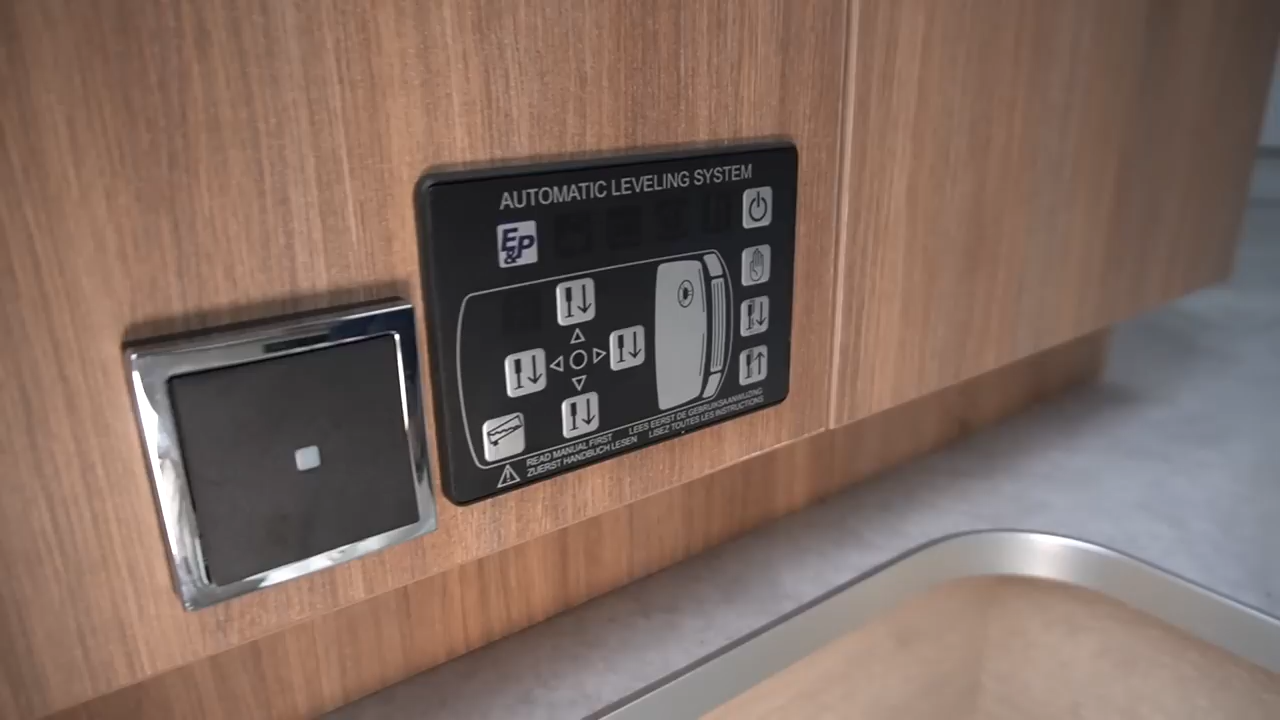 AUTOMATIC LEVELING SYSTEM
E&P
READ MANUAL FIRST
ZUERST HANDBUCH LESEN
LEES EERST DE GEBRUIKSAANWIJZING
LISEZ TOUTES LES INSTRUCTIONS